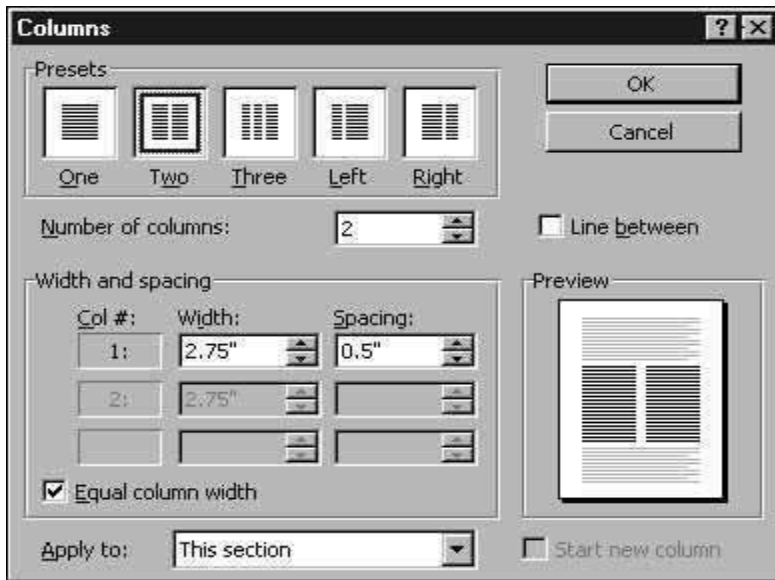 Columns
Presets
OK
Cancel
One Two Three Left Right
Number of columns: 2
Line between
Width and spacing
Preview
Col #: Width: Spacing:
1: 2.75" 0.5"
2: 2.75"
Equal column width
Apply to: This section
Start new column